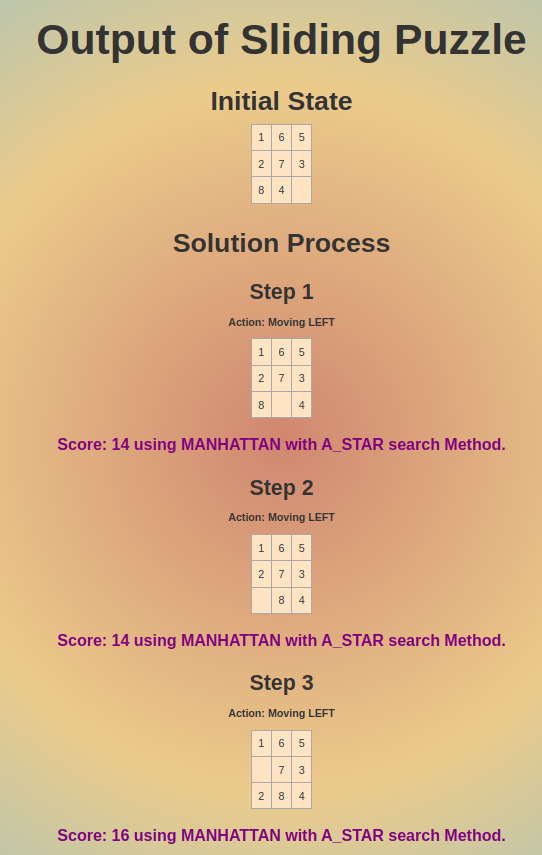 Output of Sliding Puzzle
Initial State
1 6 5
2 7 3
8 4
Solution Process
Step 1
Action: Moving LEFT
1 6 5
2 7 3
8 4
Score: 14 using MANHATTAN with A_STAR search Method.
Step 2
Action: Moving LEFT
1 6 5
2 7 3
8 4
Score: 14 using MANHATTAN with A_STAR search Method.
Step 3
Action: Moving LEFT
1 6 5
7 3
2 8 4
Score: 16 using MANHATTAN with A_STAR search Method.